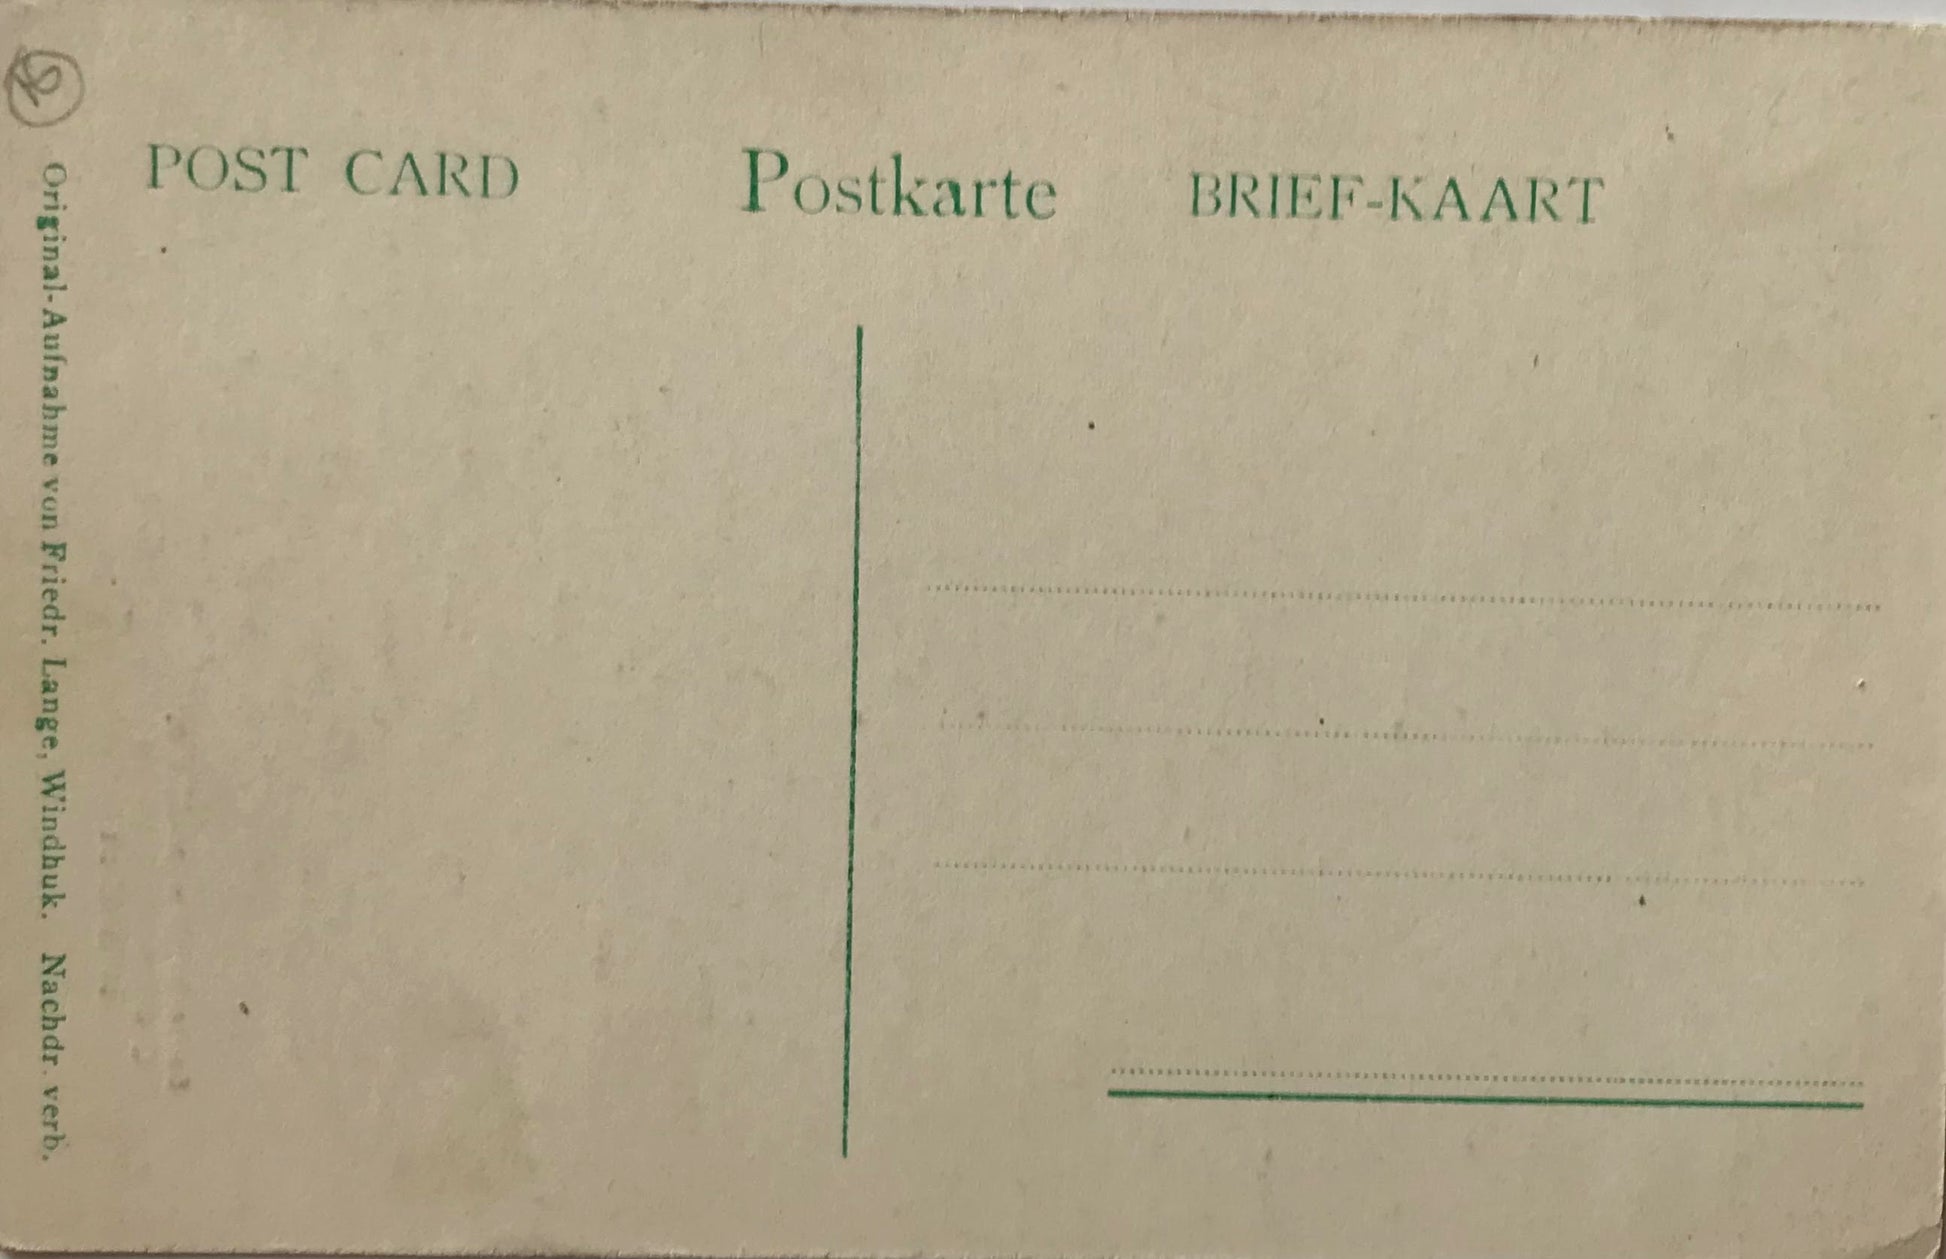 POST CARD Postkarte BRIEF-KAART
Original-Aufnahme von Friedr. Lange, Windhuk. Nachdr. verb.